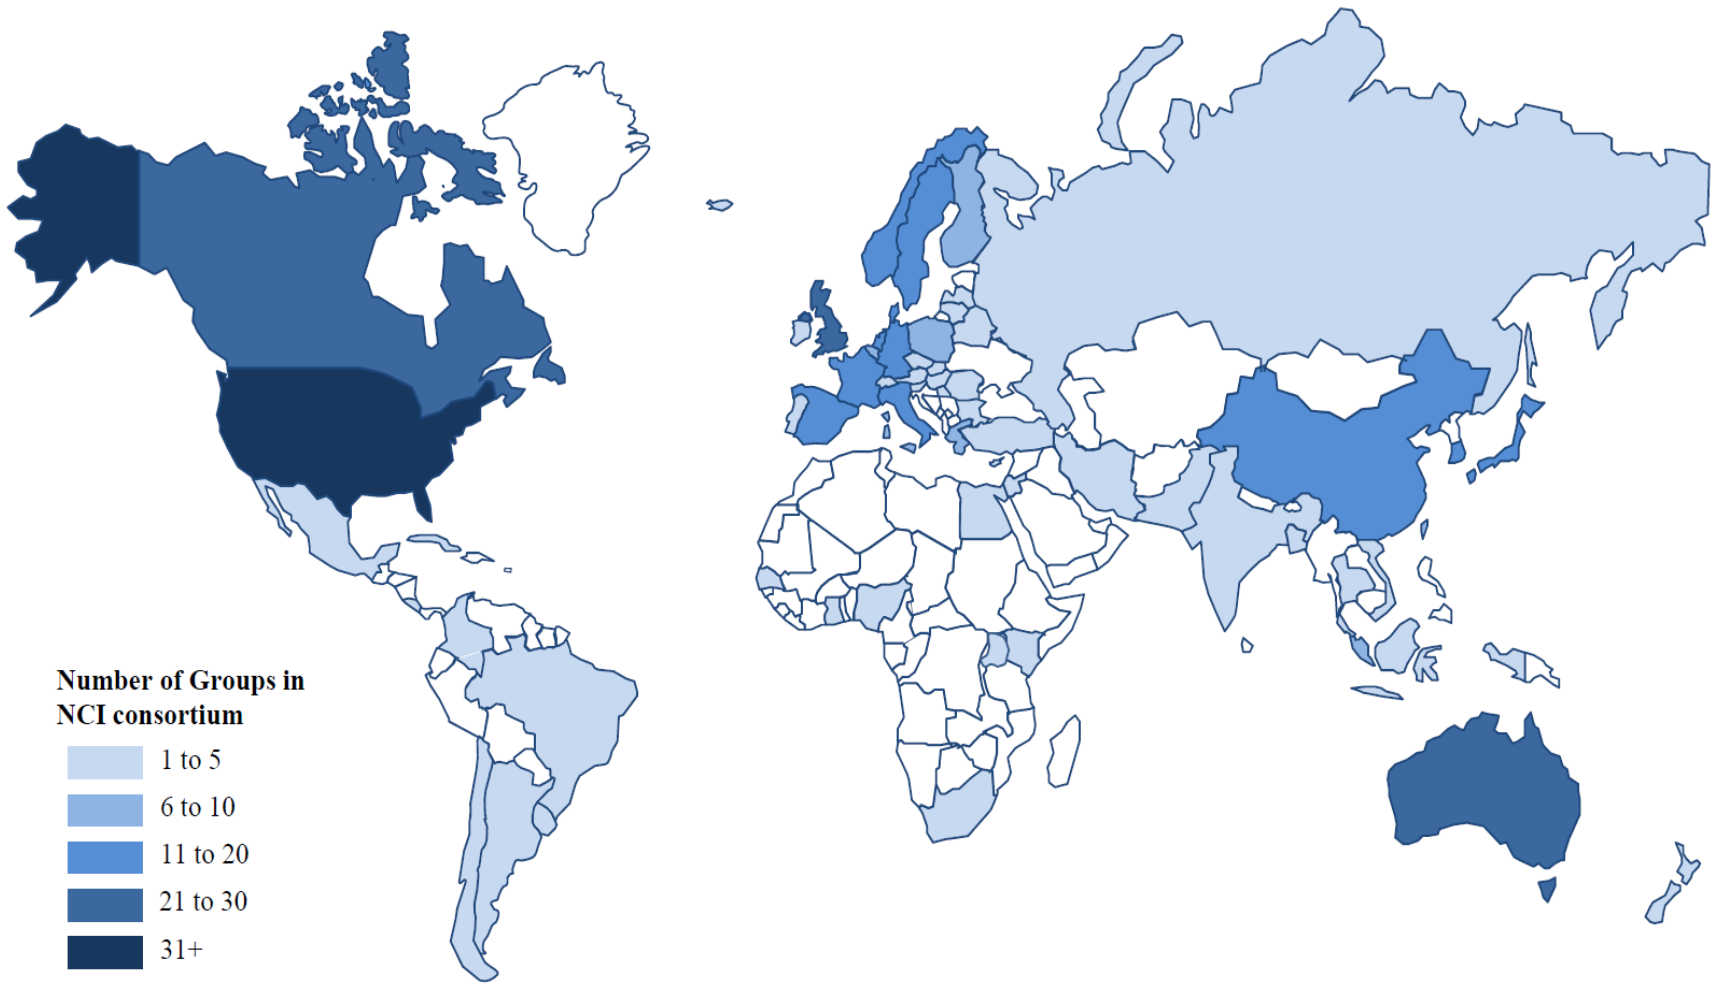 Number of Groups in
NCI consortium
1 to 5
6 to 10
11 to 20
21 to 30
31+